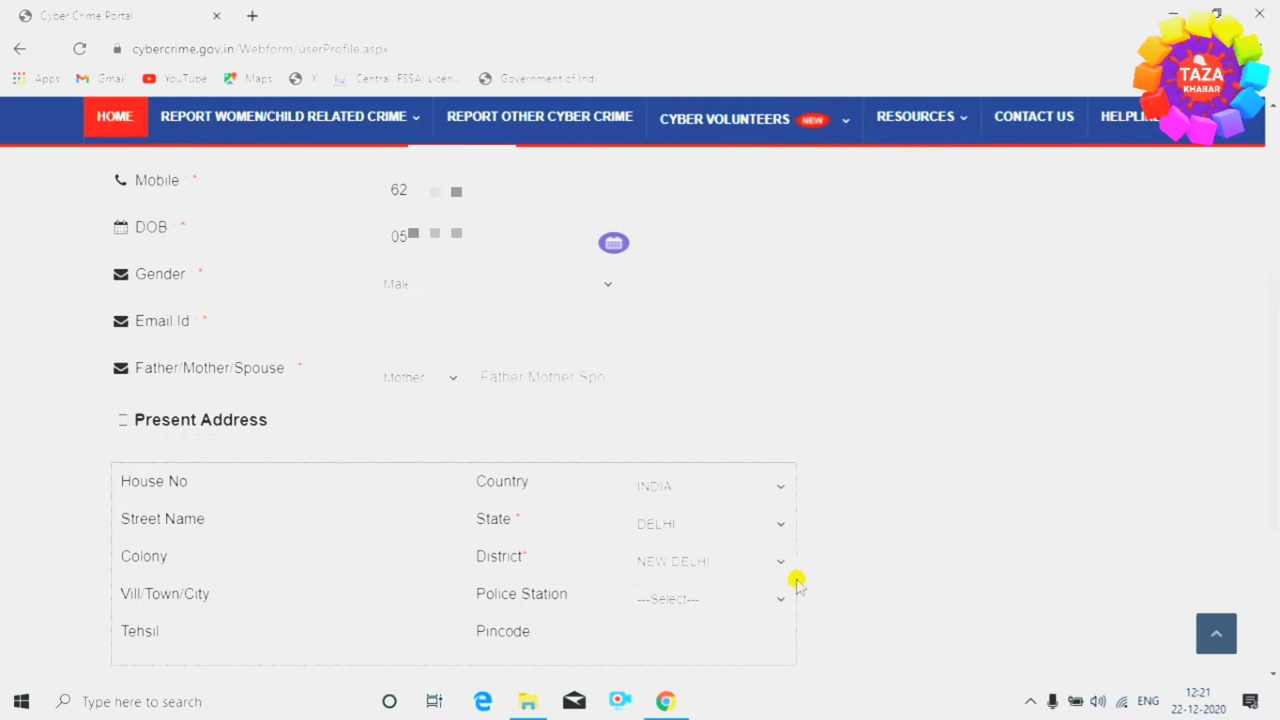 Cyber Crime Portal
cybercrime.gov.in/Webform/userProfile.aspx
Apps Gmail YouTube Maps X Central FSSAI Licen... Government of Indi
TAZA
KHABAR
HOME REPORT WOMEN/CHILD RELATED CRIME REPORT OTHER CYBER CRIME CYBER VOLUNTEERS NEW RESOURCES CONTACT US
Mobile * 62
DOB * 05
Gender * Male
Email Id *
Father/Mother/Spouse * Mother Father Mother Spo
Present Address
House No Country INDIA
Street Name State * DELHI
Colony District* NEW DELHI
Vill/Town/City Police Station ---Select---
Tehsil Pincode
Type here to search ENG 12:21
22-12-2020